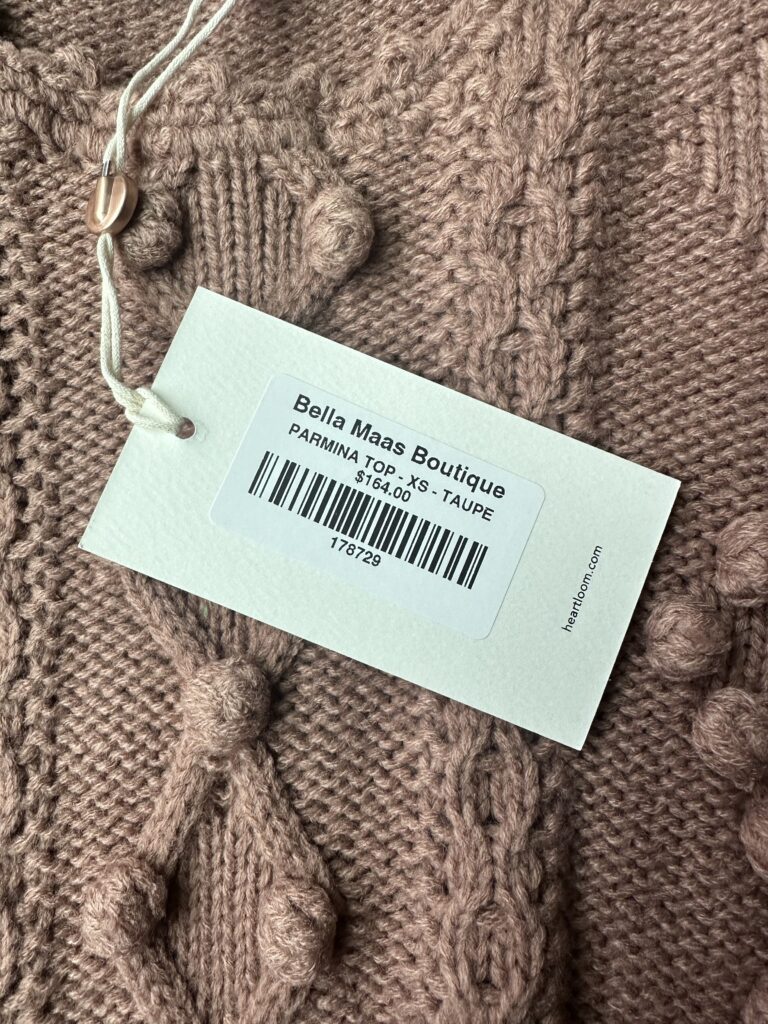 Bella Maas Boutique
PARMINA TOP - XS - TAUPE
$164.00
178729
heartloom.com